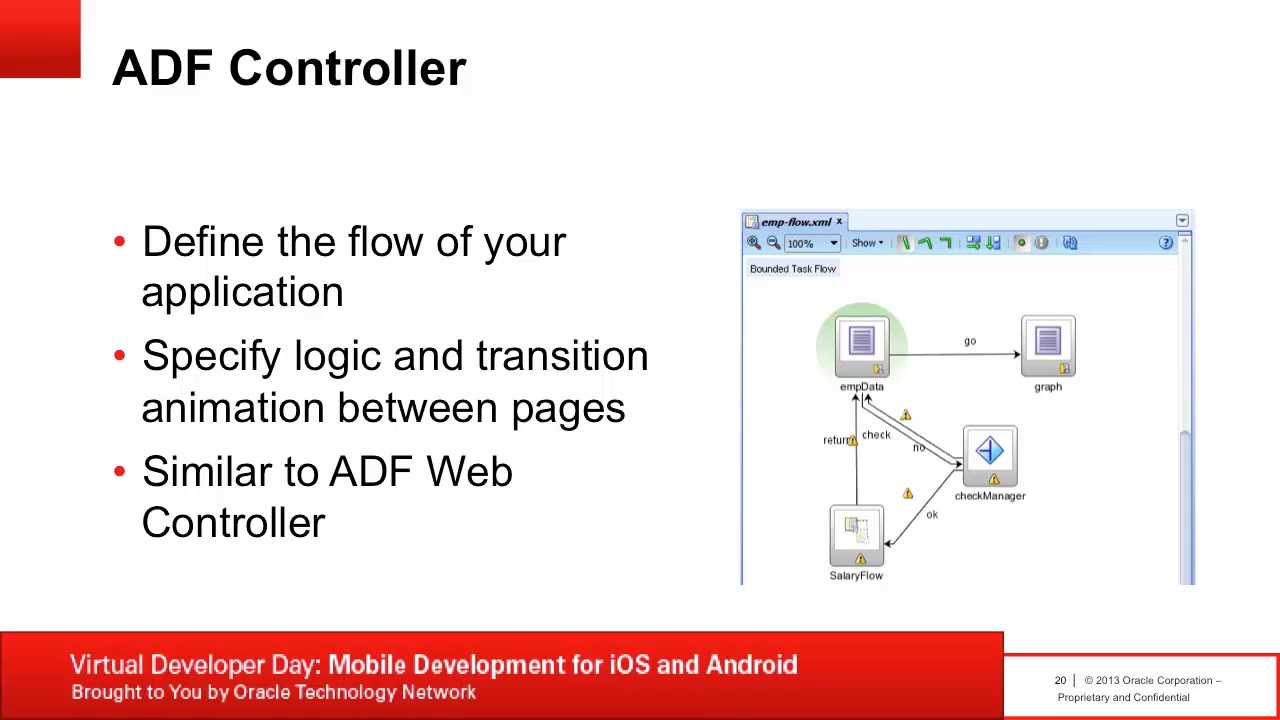 ADF Controller
• Define the flow of your
application
• Specify logic and transition
animation between pages
• Similar to ADF Web
Controller
emp-flow.xml x
100% Show
Bounded Task Flow
go
empData
graph
check
return
no
checkManager
ok
SalaryFlow
Virtual Developer Day: Mobile Development for iOS and Android
Brought to You by Oracle Technology Network
20 | © 2013 Oracle Corporation –
Proprietary and Confidential